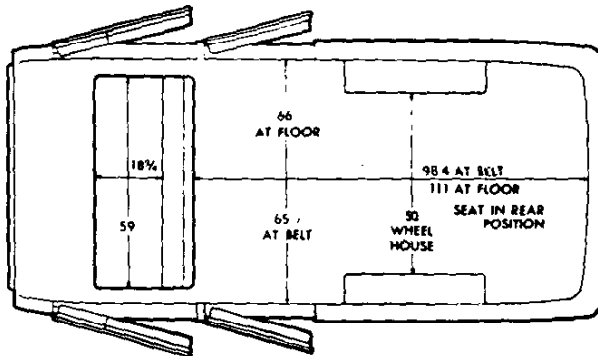 66
AT FLOOR
18¾
98.4 AT BELT
111 AT FLOOR
59
65
AT BELT
50
WHEEL
HOUSE
SEAT IN REAR
POSITION